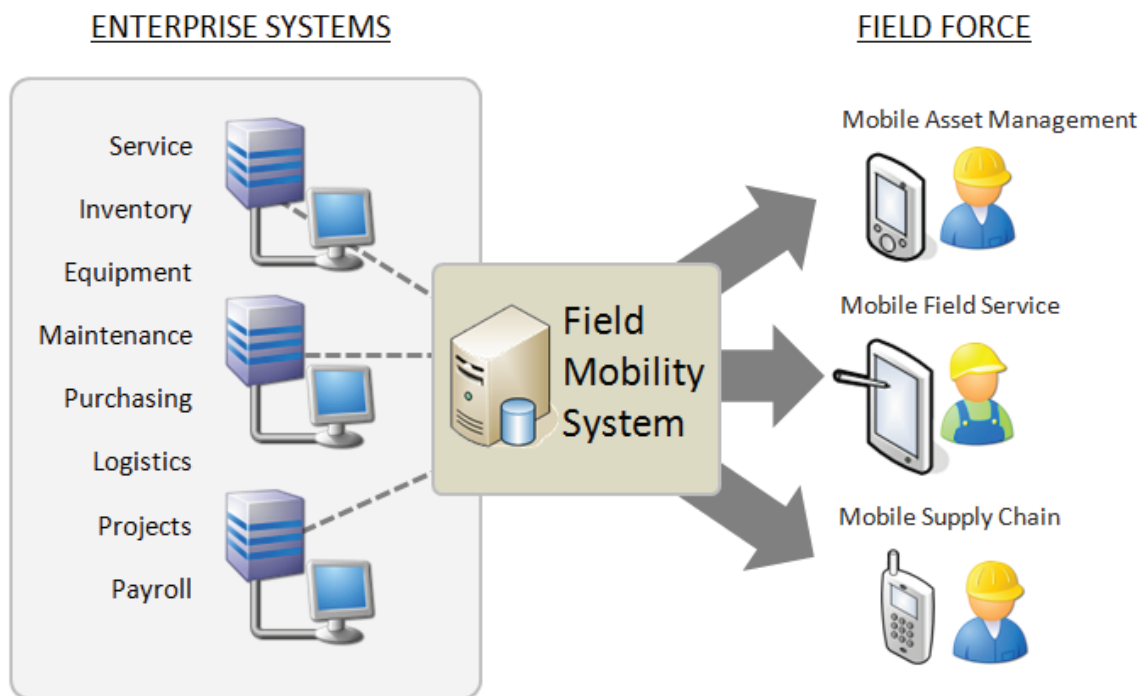 ENTERPRISE SYSTEMS
Service
Inventory
Equipment
Maintenance
Purchasing
Logistics
Projects
Payroll
Field
Mobility
System
FIELD FORCE
Mobile Asset Management
Mobile Field Service
Mobile Supply Chain